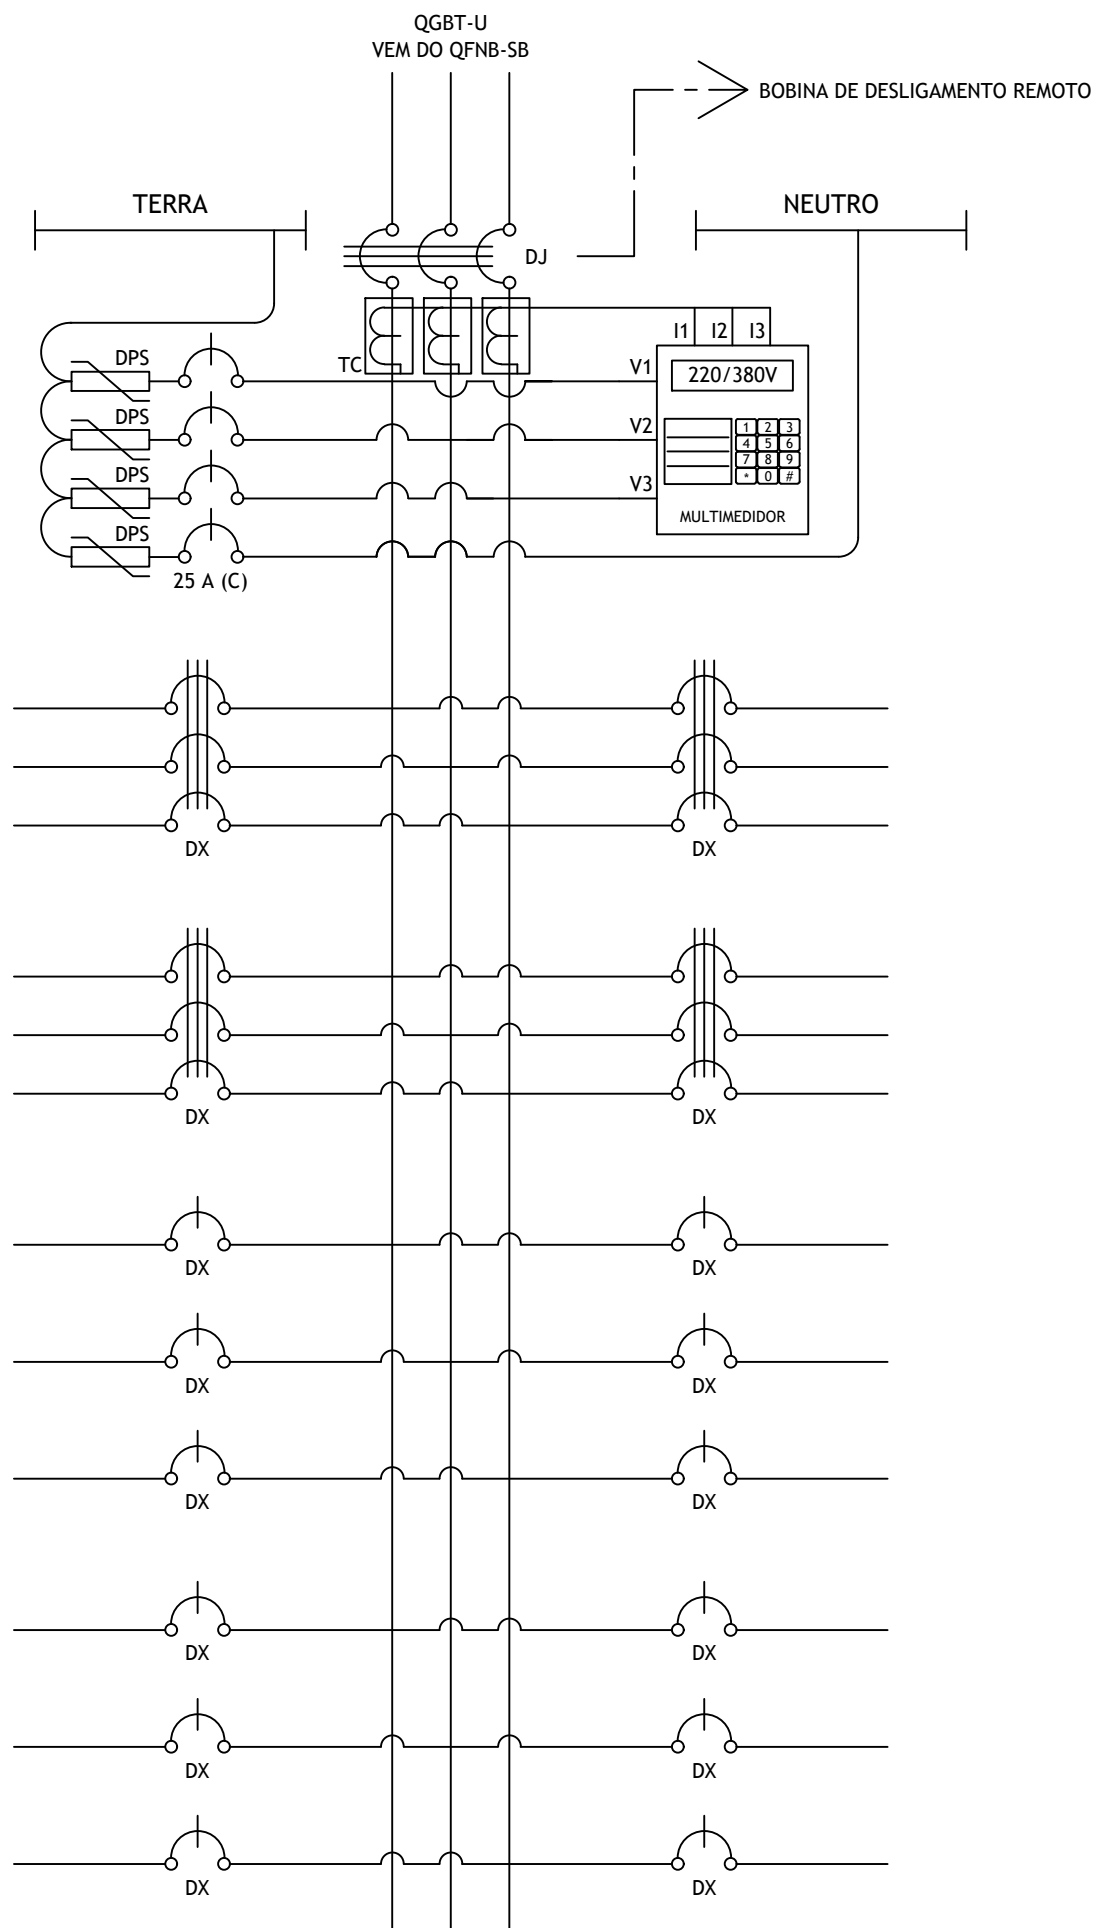 QGBT-U
VEM DO QFNB-SB
BOBINA DE DESLIGAMENTO REMOTO
TERRA
NEUTRO
DJ
I1 I2 I3
TC
DPS
V1
220/380V
DPS
V2
1 2 3
4 5 6
7 8 9
* 0 #
DPS
V3
MULTIMEDIDOR
DPS
25 A (C)
DX DX
DX DX
DX DX
DX DX
DX DX
DX DX
DX DX
DX DX